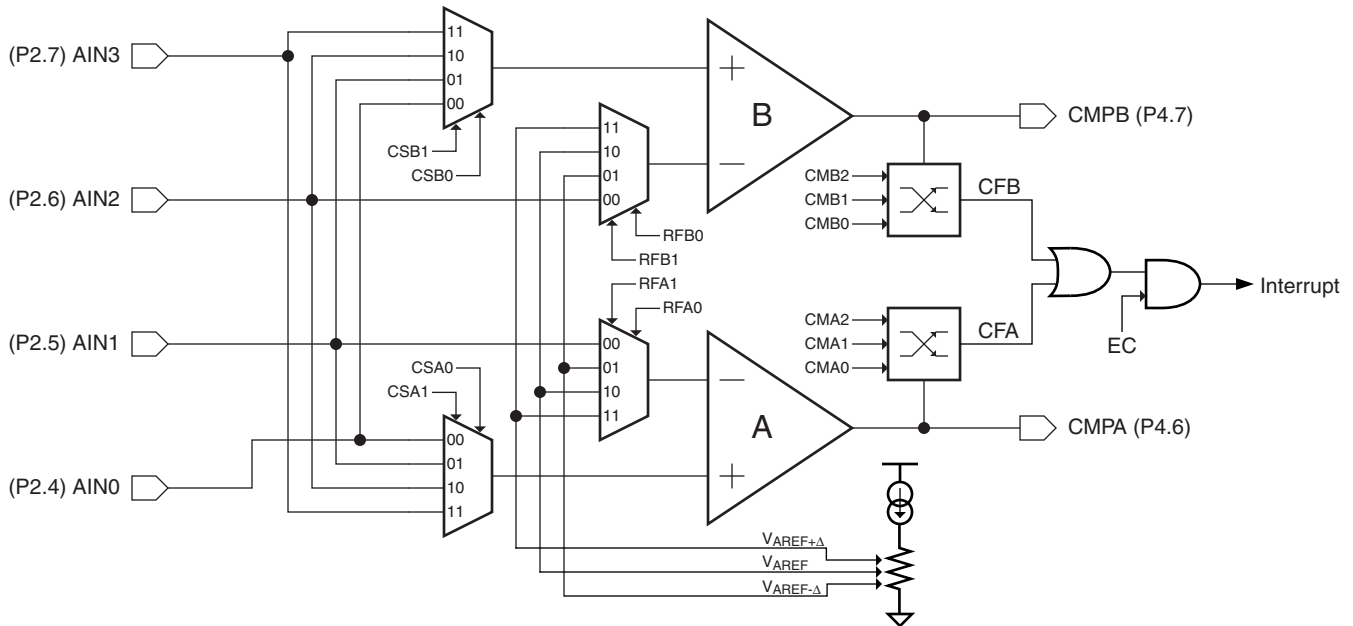 (P2.7) AIN3
11
10
01
00
CSB1
CSB0
B
CMPB (P4.7)
11
10
01
00
RFB0
RFB1
(P2.6) AIN2
CMB2
CMB1
CMB0
CFB
Interrupt
EC
RFA1
RFA0
(P2.5) AIN1
00
01
10
11
CMA2
CMA1
CMA0
CFA
CSA0
CSA1
A
CMPA (P4.6)
00
01
10
11
(P2.4) AIN0
VAREF+Δ
VAREF
VAREF-Δ